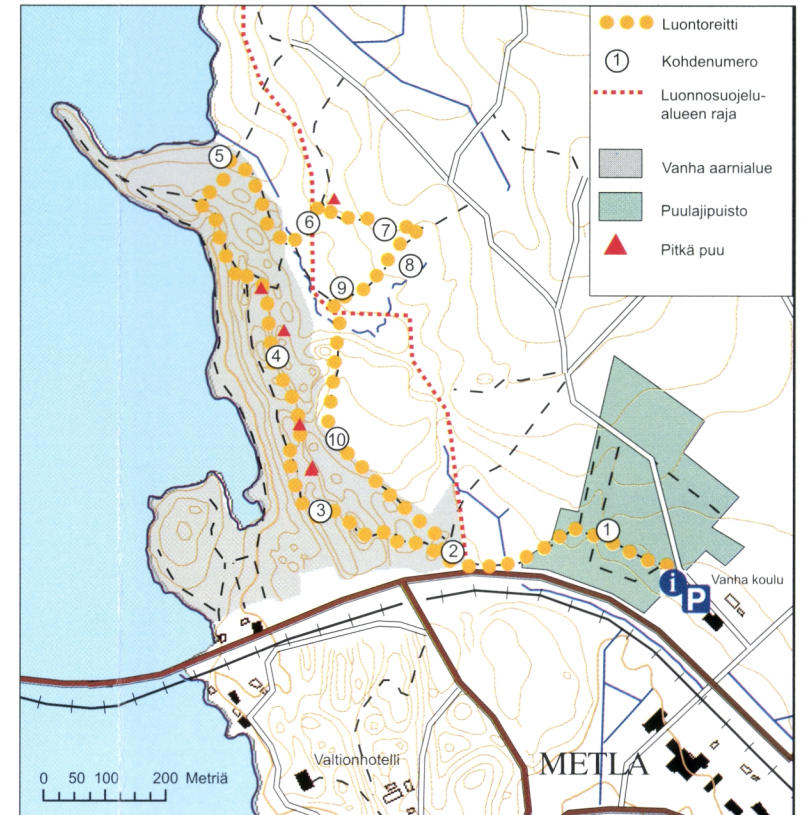 Luontoreitti
1 Kohdenumero
Luonnosuojelu-
alueen raja
Vanha aarnialue
Puulajipuisto
Pitkä puu
5
6
7
8
9
4
10
3
2
1
i
P
Vanha koulu
Valtionhotelli
METLA
0 50 100 200 Metriä